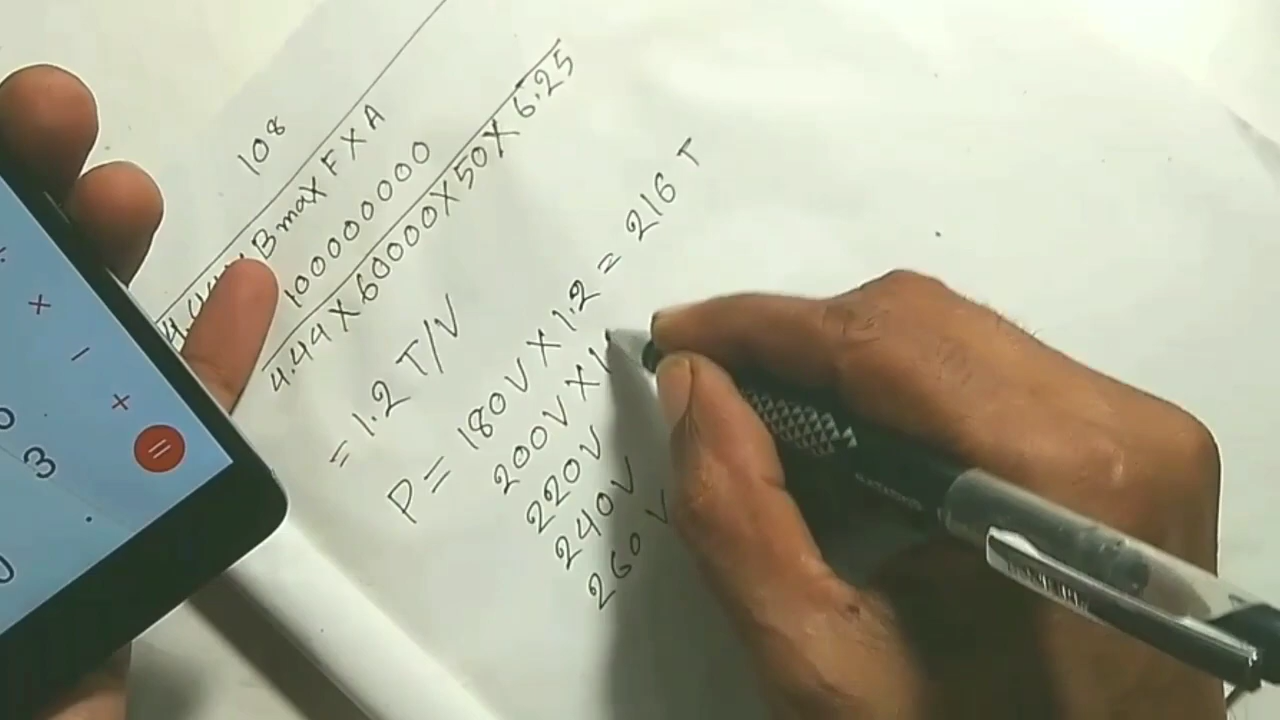 108
4.44 X Bmax X F X A
100000000
4.44 X 60000 X 50 X 6.25
= 1.2 T/V
P = 180V X 1.2 = 216 T
200V X 1
220V
240V
260V
3